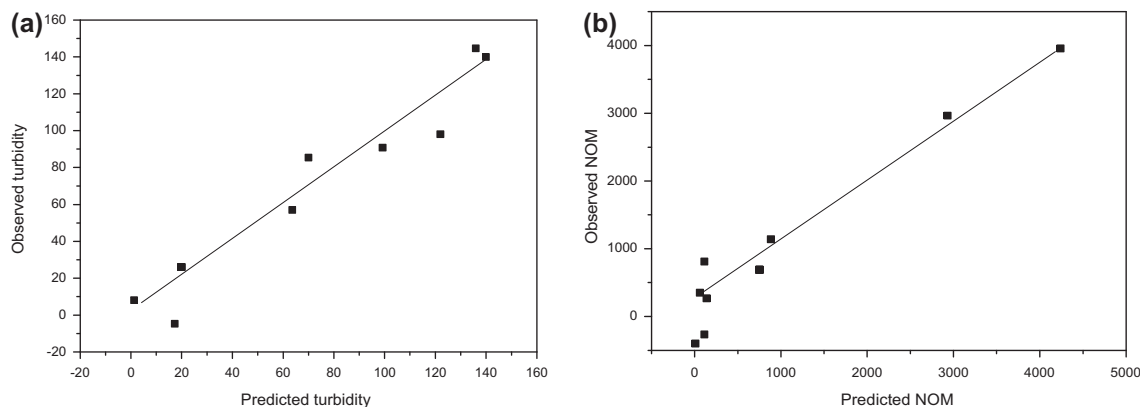 (a)
160
140
120
100
80
60
40
20
0
-20
Observed turbidity
-20 0 20 40 60 80 100 120 140 160
Predicted turbidity
(b)
4000
3000
2000
1000
0
Observed NOM
0 1000 2000 3000 4000 5000
Predicted NOM